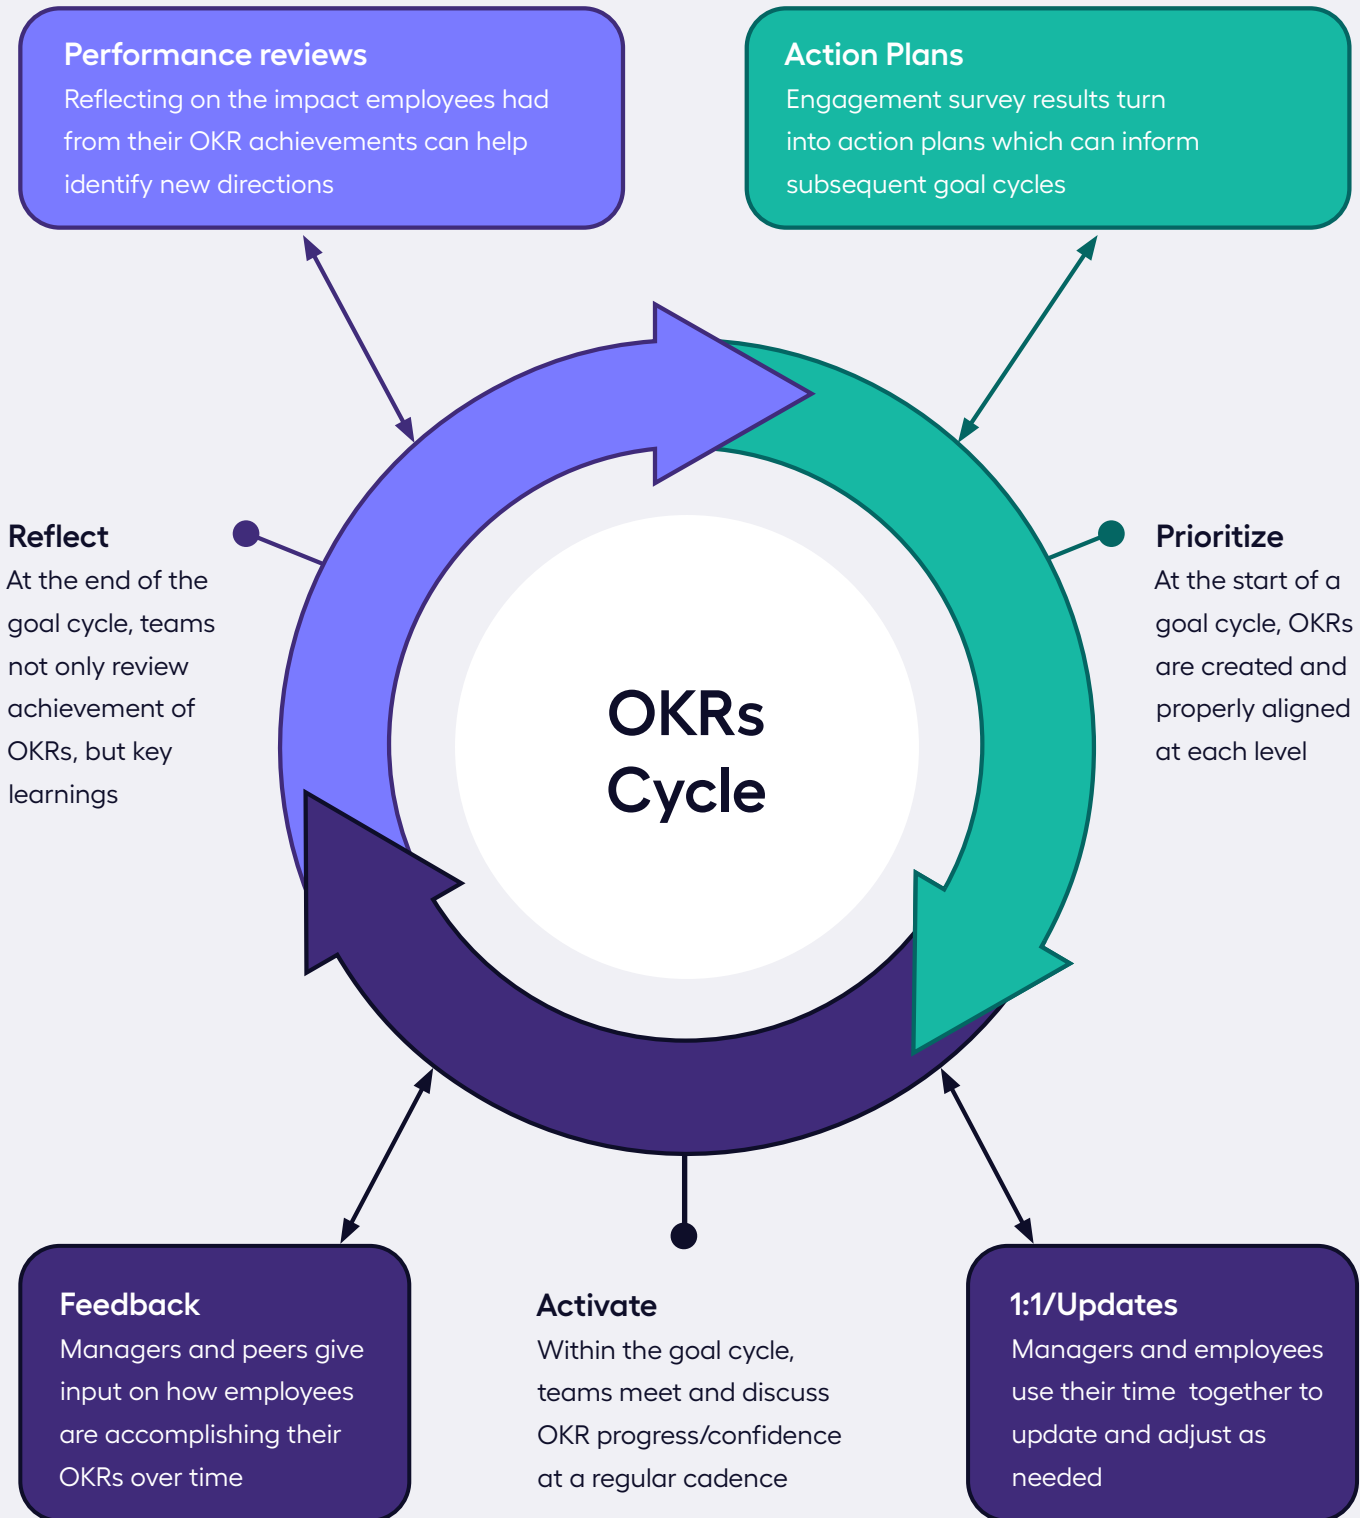 Performance reviews
Reflecting on the impact employees had
from their OKR achievements can help
identify new directions
Action Plans
Engagement survey results turn
into action plans which can inform
subsequent goal cycles
Reflect
At the end of the
goal cycle, teams
not only review
achievement of
OKRs, but key
learnings
OKRs
Cycle
Prioritize
At the start of a
goal cycle, OKRs
are created and
properly aligned
at each level
Feedback
Managers and peers give
input on how employees
are accomplishing their
OKRs over time
Activate
Within the goal cycle,
teams meet and discuss
OKR progress/confidence
at a regular cadence
1:1/Updates
Managers and employees
use their time  together to
update and adjust as
needed